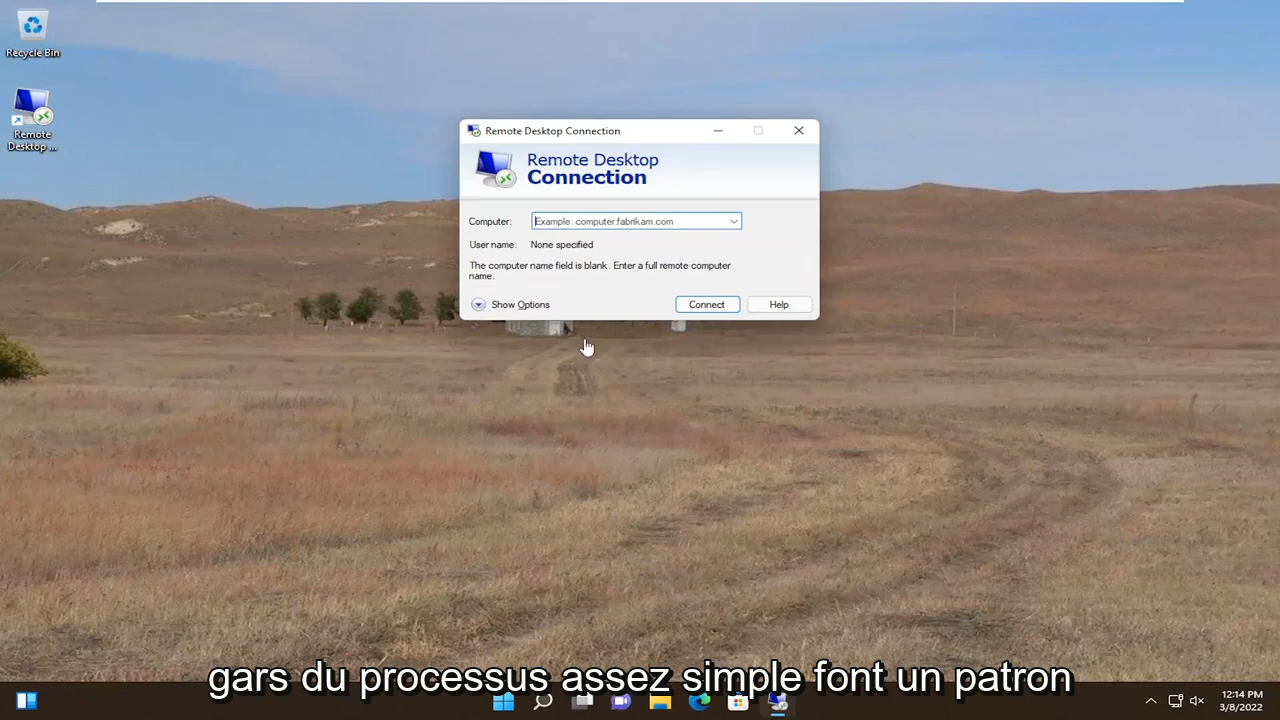 Recycle Bin
Remote
Desktop ...
Remote Desktop Connection
Remote Desktop
Connection
Computer: Example: computer.fabrikam.com
User name: None specified
The computer name field is blank. Enter a full remote computer
name.
Show Options Connect Help
gars du processus assez simple font un patron
12:14 PM
3/8/2022